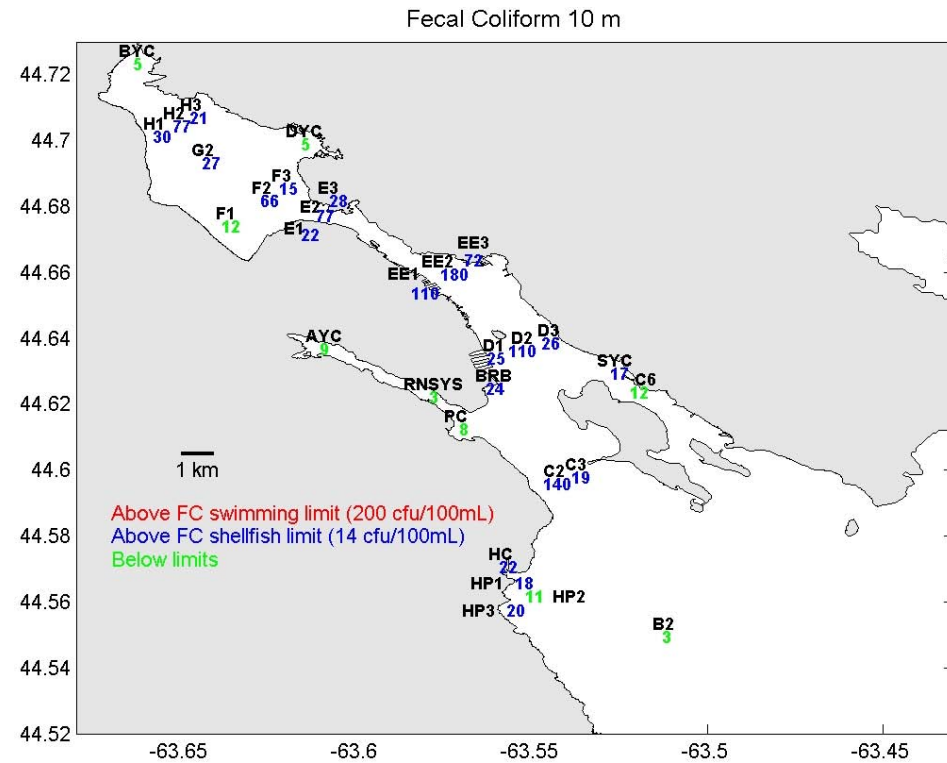 Fecal Coliform 10 m
44.72
44.7
44.68
44.66
44.64
44.62
44.6
44.58
44.56
44.54
44.52
BYC
5
H3
21
H2
77
H1
30
DYC
5
G2
27
F3
15
F2
66
F1
12
E3
28
E2
77
E1
22
EE3
72
EE2
180
EE1
110
AYC
9
D1
25
D2
110
D3
26
SYC
17
BRB
24
C6
12
RNSYS
3
PC
8
1 km
C2
140
C3
19
Above FC swimming limit (200 cfu/100mL)
Above FC shellfish limit (14 cfu/100mL)
Below limits
HC
22
HP1
18
11
HP2
HP3
20
B2
3
-63.65
-63.6
-63.55
-63.5
-63.45